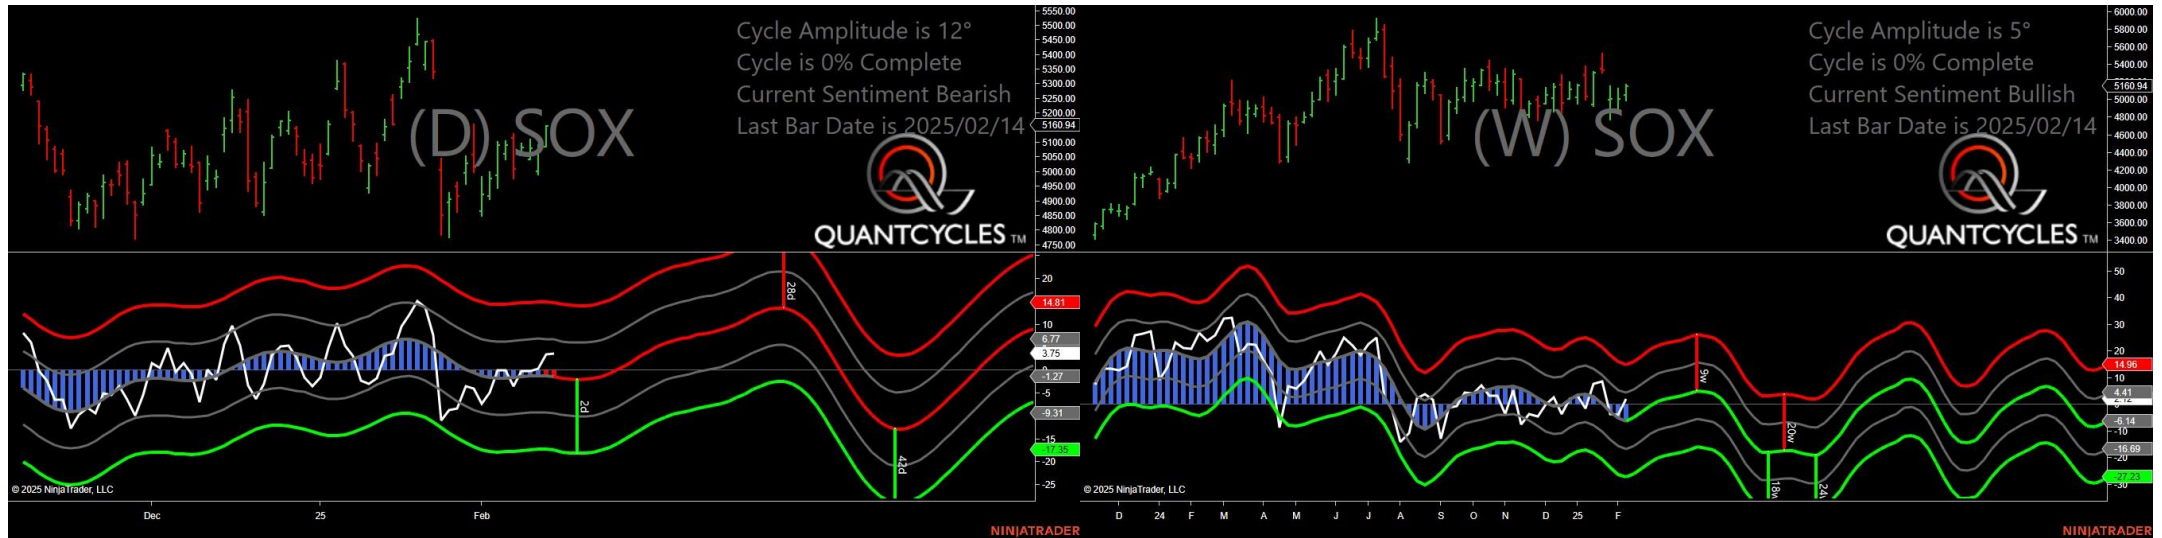 Cycle Amplitude is 12°
Cycle is 0% Complete
Current Sentiment Bearish
Last Bar Date is 2025/02/14
(D) SOX
QUANTCYCLES TM
5550.00
5500.00
5450.00
5400.00
5350.00
5300.00
5250.00
5200.00
5160.94
5100.00
5050.00
5000.00
4950.00
4900.00
4850.00
4800.00
4750.00
28d
2d
42d
20
14.81
10
6.77
3.75
-1.27
-5
-9.31
-15
-17.35
-20
-25
© 2025 NinjaTrader, LLC
Dec 25 Feb
NINJATRADER
Cycle Amplitude is 5°
Cycle is 0% Complete
Current Sentiment Bullish
Last Bar Date is 2025/02/14
(W) SOX
QUANTCYCLES TM
6000.00
5800.00
5600.00
5400.00
5160.94
5000.00
4800.00
4600.00
4400.00
4200.00
4000.00
3800.00
3600.00
3400.00
9w
20w
18w
24
50
40
30
20
14.96
10
4.41
-6.14
-10
-16.69
-20
-27.23
-30
© 2025 NinjaTrader, LLC
D 24 F M A M J J A S O N D 25 F
NINJATRADER